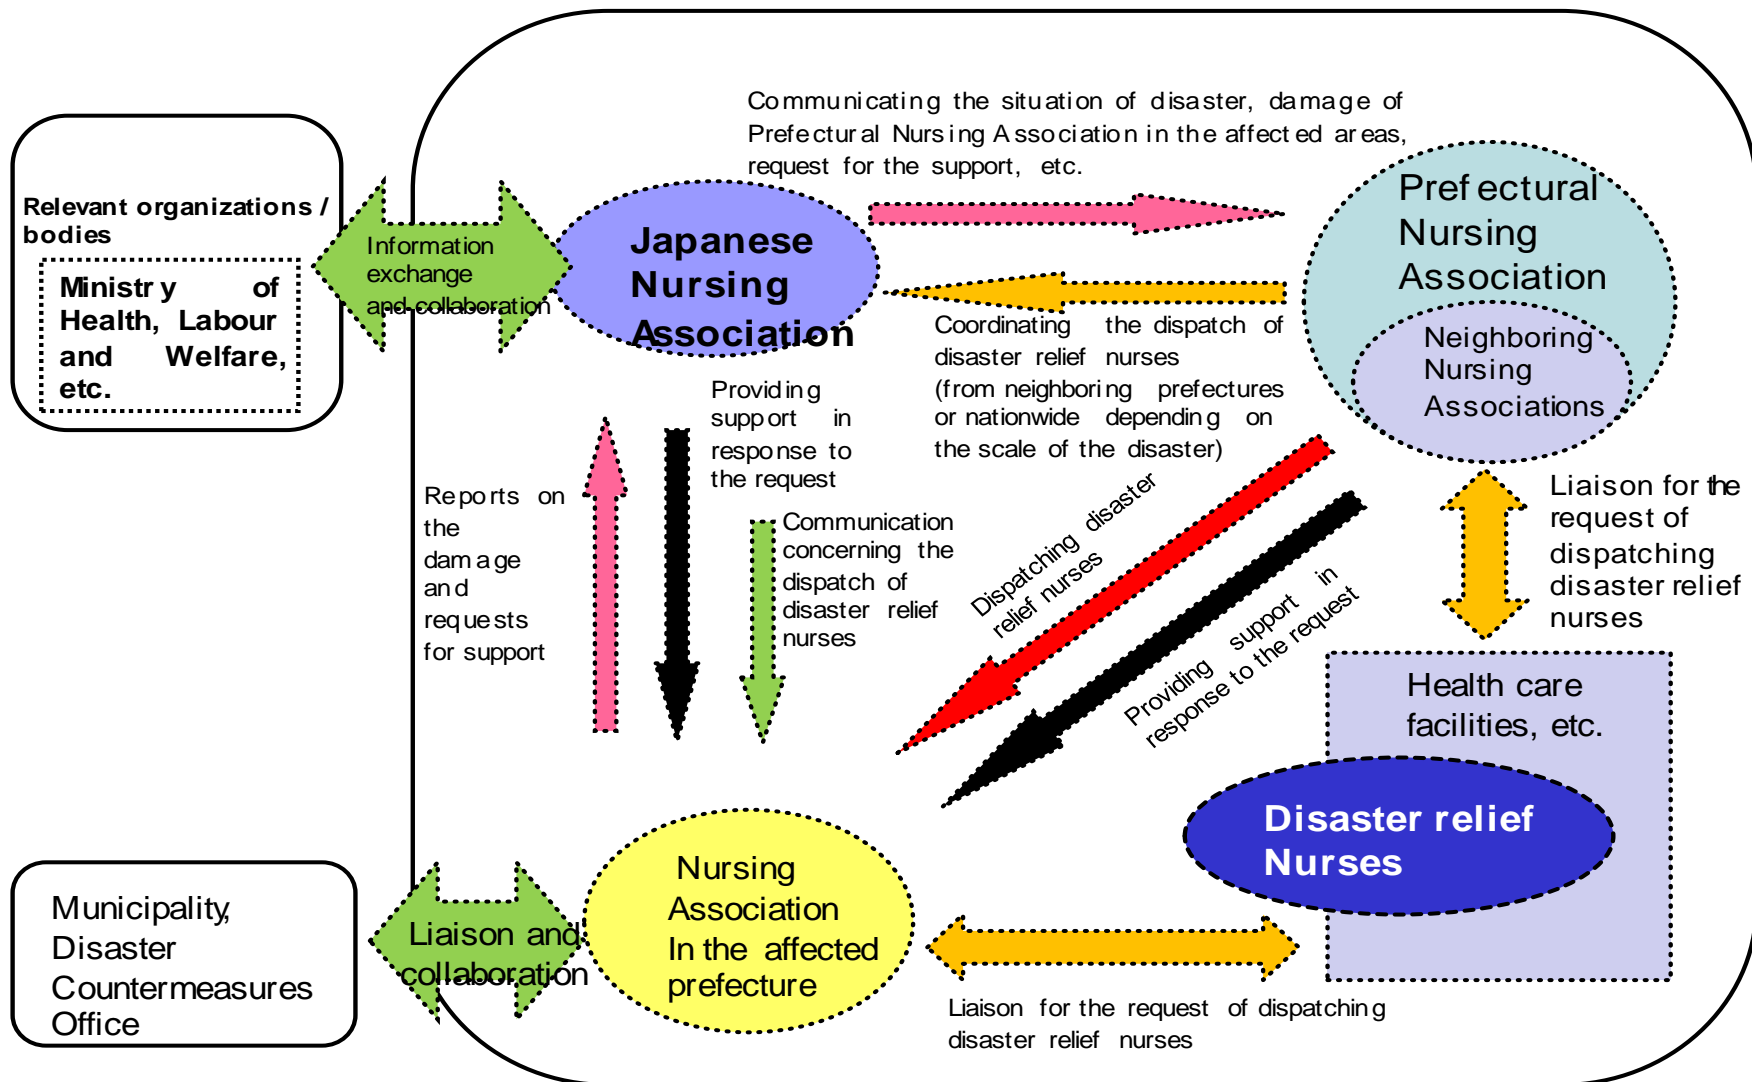 Communicating the situation of disaster, damage of
Prefectural Nursing Association in the affected areas,
request for the support, etc.
Relevant organizations /
bodies
Ministry of
Health, Labour
and Welfare,
etc.
Information
exchange
and collaboration
Japanese
Nursing
Association
Prefectural
Nursing
Association
Neighboring
Nursing
Associations
Coordinating the dispatch of
disaster relief nurses
(from neighboring prefectures
or nationwide depending on
the scale of the disaster)
Providing
support in
response to
the request
Reports on
the
damage
and
requests
for support
Communication
concerning the
dispatch of
disaster relief
nurses
Dispatching disaster
relief nurses
Providing support in
response to the request
Liaison for the
request of
dispatching
disaster relief
nurses
Health care
facilities, etc.
Disaster relief
Nurses
Municipality,
Disaster
Countermeasures
Office
Liaison and
collaboration
Nursing
Association
In the affected
prefecture
Liaison for the request of dispatching
disaster relief nurses